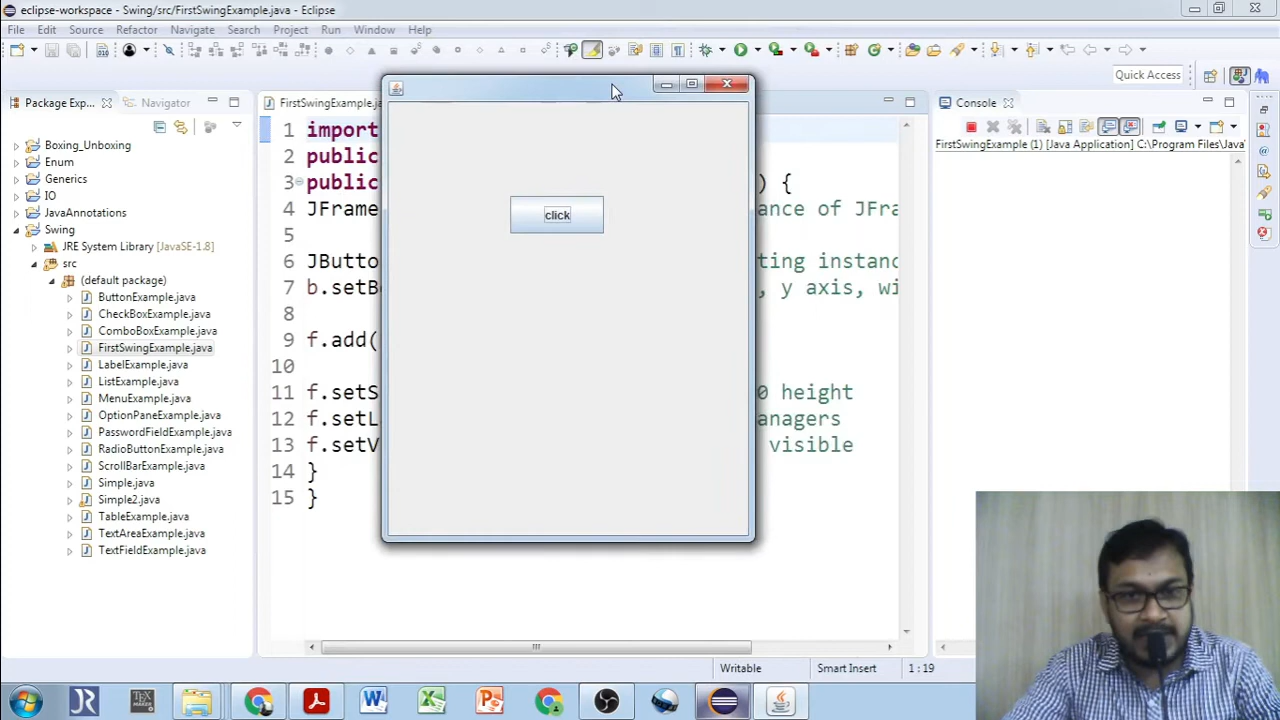 eclipse-workspace - Swing/src/FirstSwingExample.java - Eclipse
File Edit Source Refactor Navigate Search Project Run Window Help
Quick Access
Package Exp... Navigator
Boxing_Unboxing
Enum
Generics
IO
JavaAnnotations
Swing
JRE System Library [JavaSE-1.8]
src
(default package)
ButtonExample.java
CheckBoxExample.java
ComboBoxExample.java
FirstSwingExample.java
LabelExample.java
ListExample.java
MenuExample.java
OptionPaneExample.java
PasswordFieldExample.java
RadioButtonExample.java
ScrollBarExample.java
Simple.java
Simple2.java
TableExample.java
TextAreaExample.java
TextFieldExample.java
FirstSwingExample.ja
1 import
2 public
3 public ) {
4 JFrame ance of JFra
5
6 JButto ting instanc
7 b.setBo , y axis, wi
8
9 f.add(
10
11 f.setS 0 height
12 f.setL anagers
13 f.setV visible
14 }
15 }
click
Console
FirstSwingExample (1) [Java Application] C:\Program Files\Java
Writable Smart Insert 1 : 19